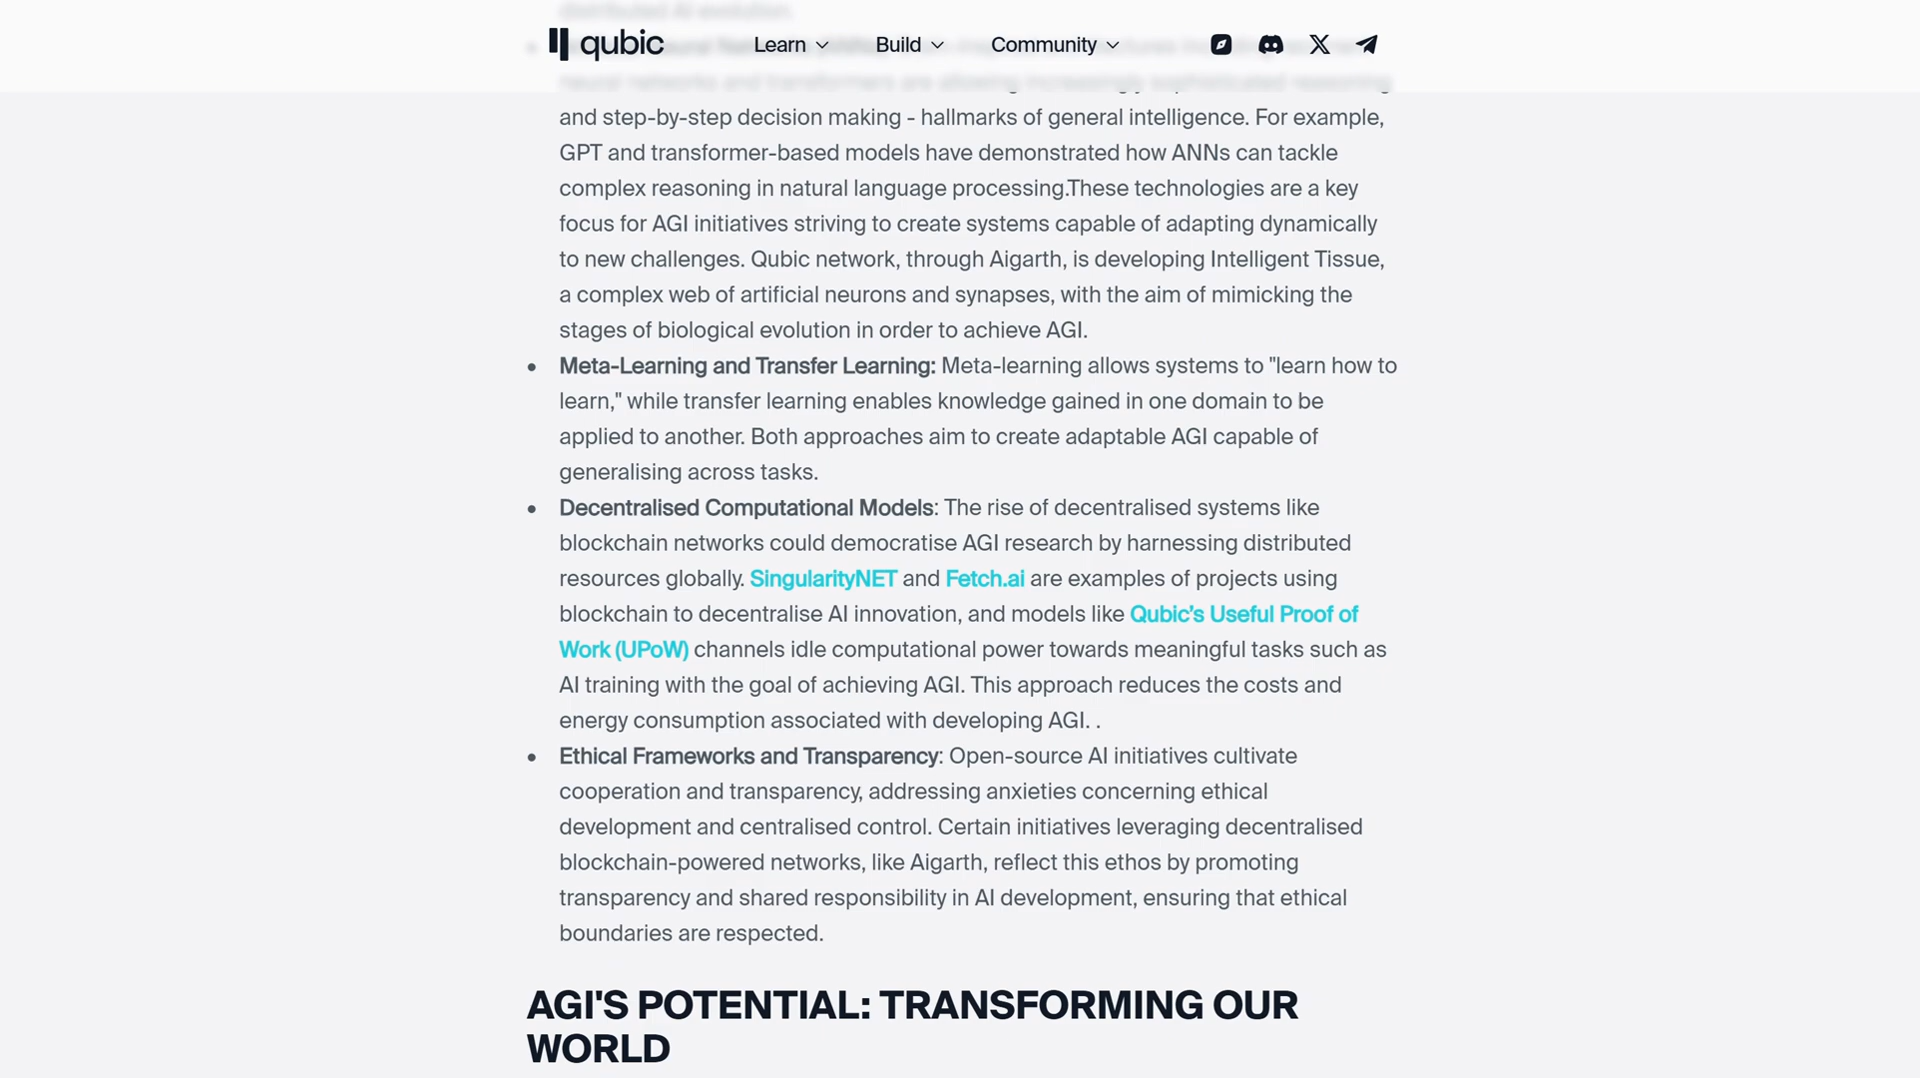 distributed AI evolution.
qubic
Learn
Build
Community
neural networks and transformers are allowing increasingly sophisticated reasoning
and step-by-step decision making - hallmarks of general intelligence. For example,
GPT and transformer-based models have demonstrated how ANNs can tackle
complex reasoning in natural language processing.These technologies are a key
focus for AGI initiatives striving to create systems capable of adapting dynamically
to new challenges. Qubic network, through Aigarth, is developing Intelligent Tissue,
a complex web of artificial neurons and synapses, with the aim of mimicking the
stages of biological evolution in order to achieve AGI.
• Meta-Learning and Transfer Learning: Meta-learning allows systems to "learn how to
learn," while transfer learning enables knowledge gained in one domain to be
applied to another. Both approaches aim to create adaptable AGI capable of
generalising across tasks.
• Decentralised Computational Models: The rise of decentralised systems like
blockchain networks could democratise AGI research by harnessing distributed
resources globally. SingularityNET and Fetch.ai are examples of projects using
blockchain to decentralise AI innovation, and models like Qubic’s Useful Proof of
Work (UPoW) channels idle computational power towards meaningful tasks such as
AI training with the goal of achieving AGI. This approach reduces the costs and
energy consumption associated with developing AGI. .
• Ethical Frameworks and Transparency: Open-source AI initiatives cultivate
cooperation and transparency, addressing anxieties concerning ethical
development and centralised control. Certain initiatives leveraging decentralised
blockchain-powered networks, like Aigarth, reflect this ethos by promoting
transparency and shared responsibility in AI development, ensuring that ethical
boundaries are respected.
AGI'S POTENTIAL: TRANSFORMING OUR
WORLD